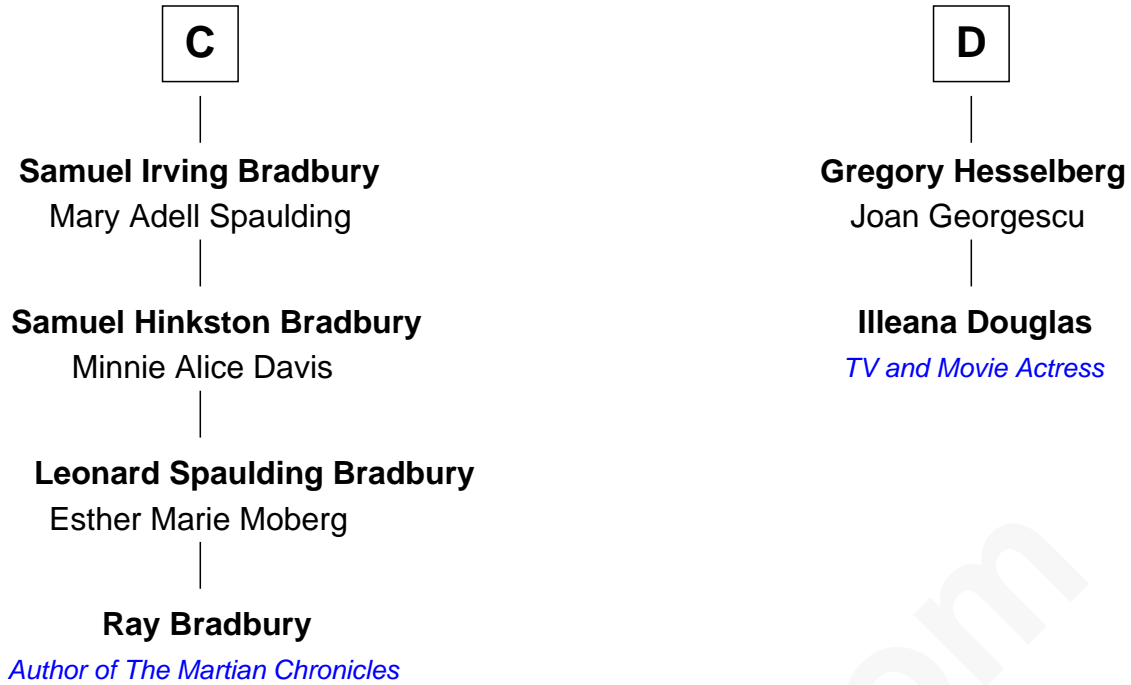 C
Samuel Irving Bradbury
Mary Adell Spaulding
Samuel Hinkston Bradbury
Minnie Alice Davis
Leonard Spaulding Bradbury
Esther Marie Moberg
Ray Bradbury
Author of The Martian Chronicles
D
Gregory Hesselberg
Joan Georgescu
Illeana Douglas
TV and Movie Actress
om